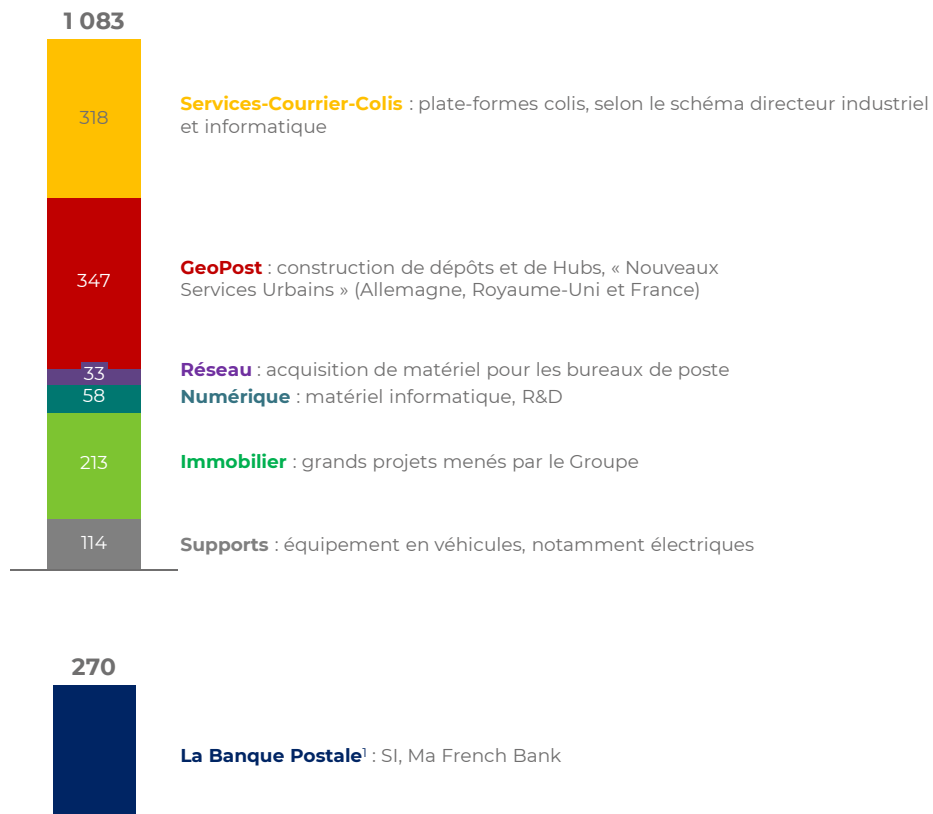 1 083
318
Services-Courrier-Colis : plate-formes colis, selon le schéma directeur industriel
et informatique
347
GeoPost : construction de dépôts et de Hubs, « Nouveaux
Services Urbains » (Allemagne, Royaume-Uni et France)
33
Réseau : acquisition de matériel pour les bureaux de poste
58
Numérique : matériel informatique, R&D
213
Immobilier : grands projets menés par le Groupe
114
Supports : équipement en véhicules, notamment électriques
270
La Banque Postale¹ : SI, Ma French Bank